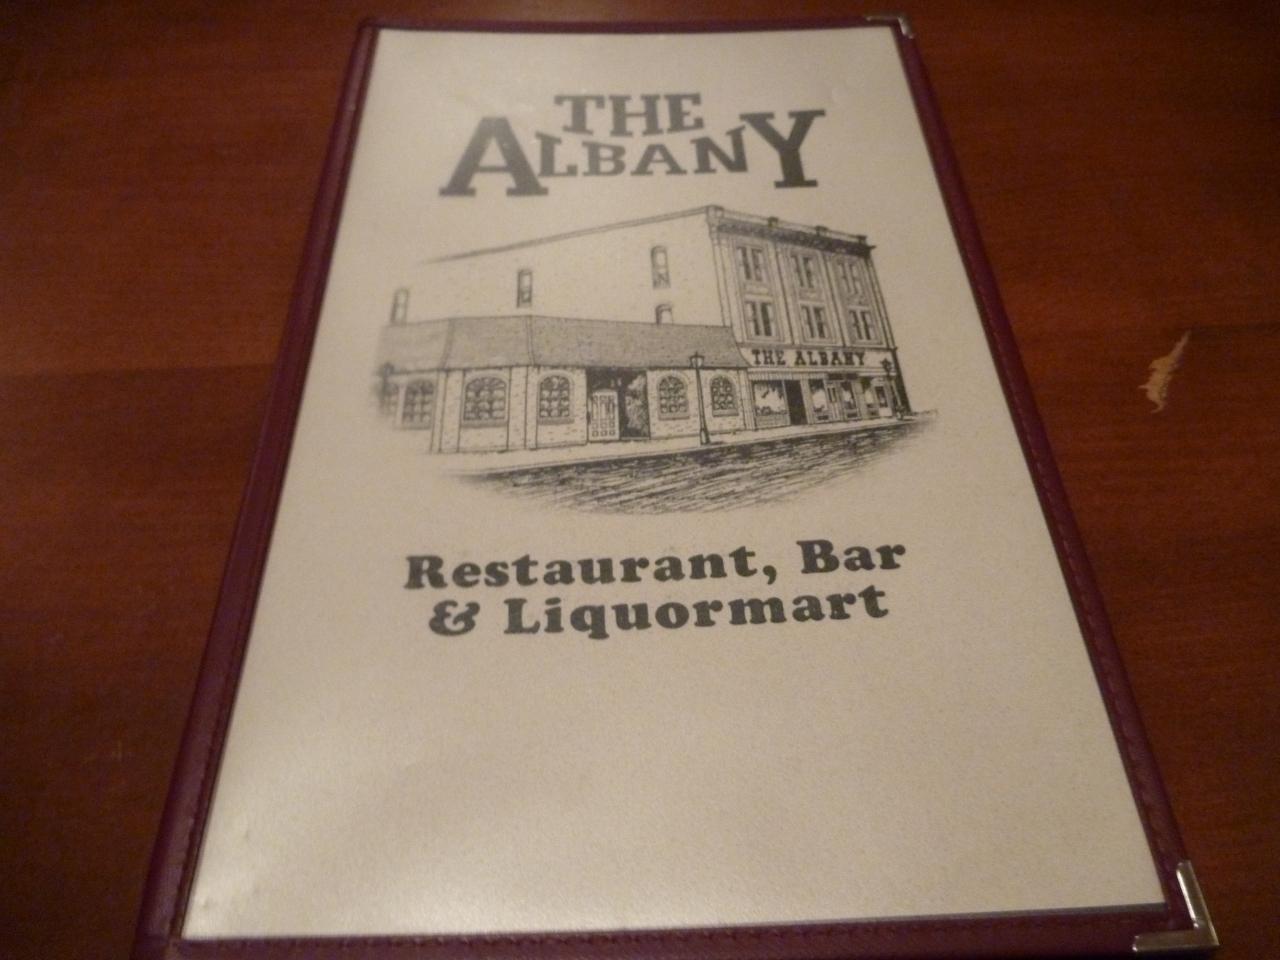 THE
ALBANY
THE ALBANY
Restaurant, Bar
& Liquormart